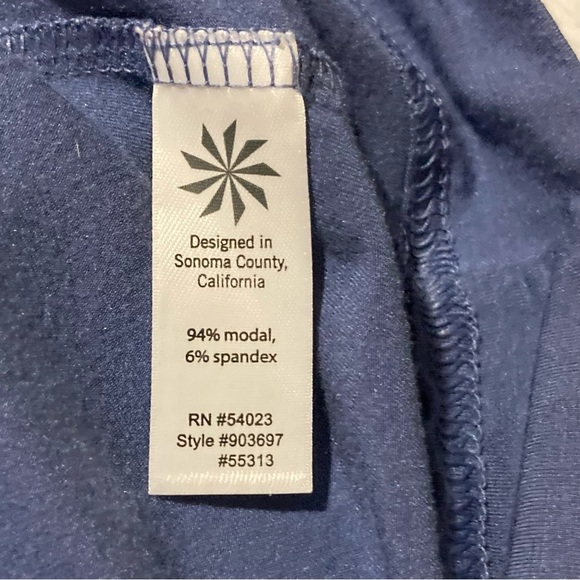 Designed in
Sonoma County,
California
94% modal,
6% spandex
RN #54023
Style #903697
#55313